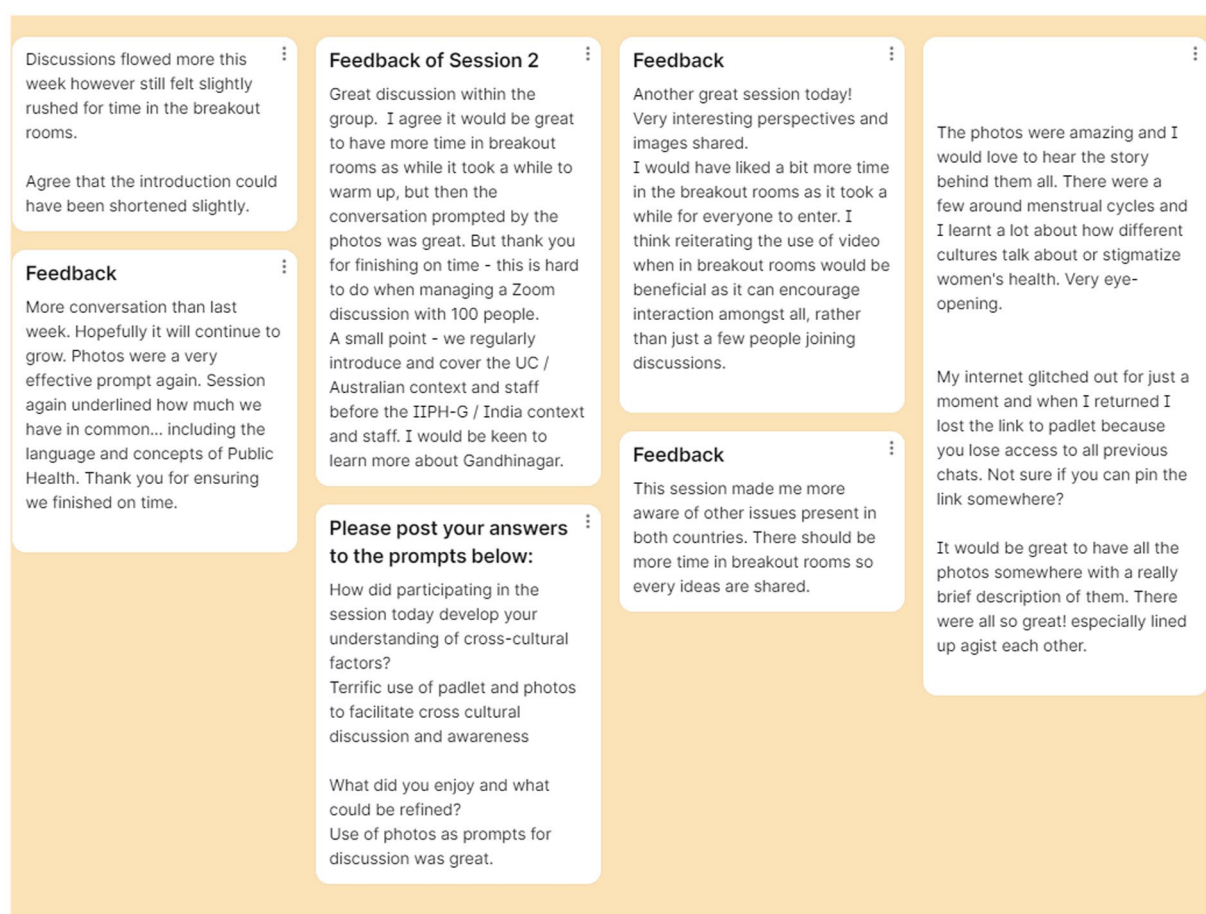 Discussions flowed more this
week however still felt slightly
rushed for time in the breakout
rooms.
Agree that the introduction could
have been shortened slightly.
Feedback
More conversation than last
week. Hopefully it will continue to
grow. Photos were a very
effective prompt again. Session
again underlined how much we
have in common... including the
language and concepts of Public
Health. Thank you for ensuring
we finished on time.
Feedback of Session 2
Great discussion within the
group.  I agree it would be great
to have more time in breakout
rooms as while it took a while to
warm up, but then the
conversation prompted by the
photos was great. But thank you
for finishing on time - this is hard
to do when managing a Zoom
discussion with 100 people.
A small point - we regularly
introduce and cover the UC /
Australian context and staff
before the IIPH-G / India context
and staff. I would be keen to
learn more about Gandhinagar.
Please post your answers
to the prompts below:
How did participating in the
session today develop your
understanding of cross-cultural
factors?
Terrific use of padlet and photos
to facilitate cross cultural
discussion and awareness
What did you enjoy and what
could be refined?
Use of photos as prompts for
discussion was great.
Feedback
Another great session today!
Very interesting perspectives and
images shared.
I would have liked a bit more time
in the breakout rooms as it took a
while for everyone to enter. I
think reiterating the use of video
when in breakout rooms would be
beneficial as it can encourage
interaction amongst all, rather
than just a few people joining
discussions.
Feedback
This session made me more
aware of other issues present in
both countries. There should be
more time in breakout rooms so
every ideas are shared.
The photos were amazing and I
would love to hear the story
behind them all. There were a
few around menstrual cycles and
I learnt a lot about how different
cultures talk about or stigmatize
women's health. Very eye-
opening.
My internet glitched out for just a
moment and when I returned I
lost the link to padlet because
you lose access to all previous
chats. Not sure if you can pin the
link somewhere?
It would be great to have all the
photos somewhere with a really
brief description of them. There
were all so great! especially lined
up agist each other.